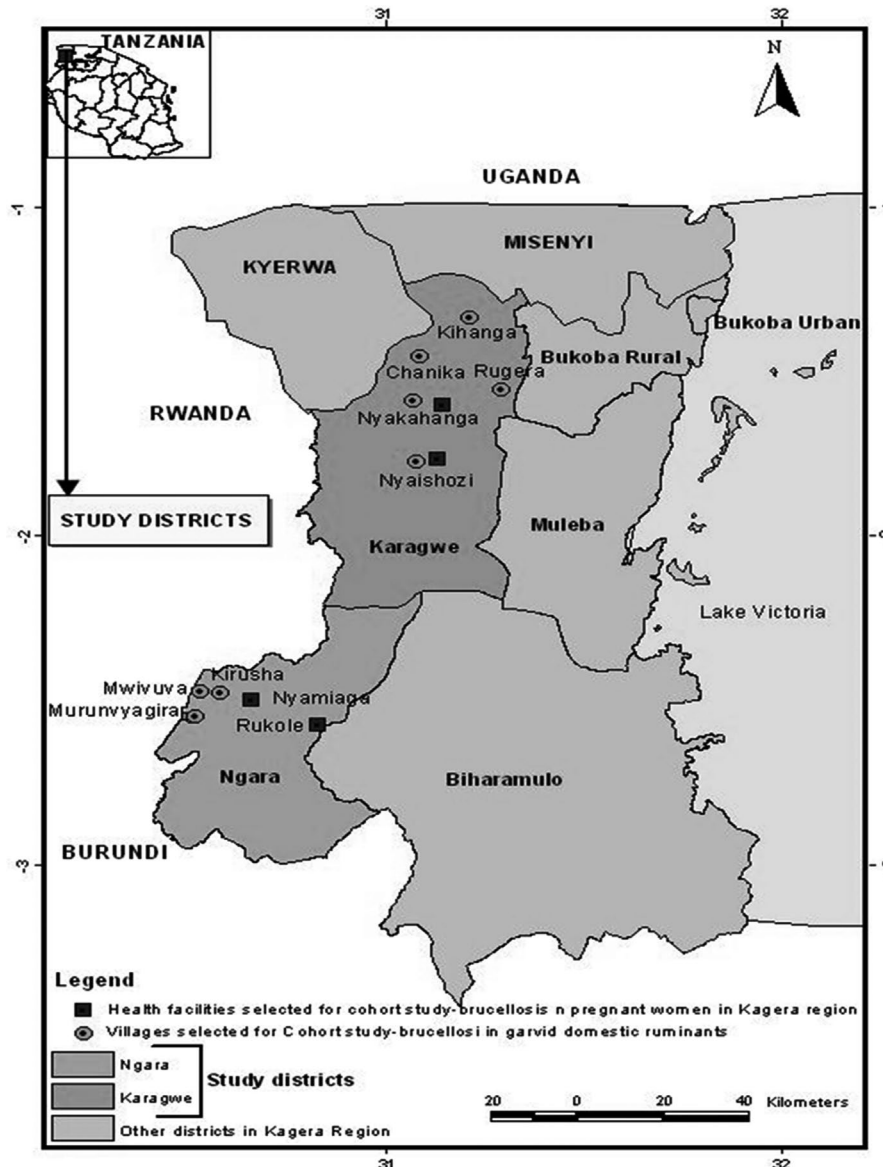 31
32
TANZANIA
N
UGANDA
-1
MISENYI
KYERWA
Bukoba Urban
Kihanga
Bukoba Rural
Chanika
Rugera
RWANDA
Nyakahanga
Nyaishozi
STUDY DISTRICTS
Muleba
-2
Karagwe
Lake Victoria
Kirusha
Mwivuva
Nyamiaga
Murunvyagira
Rukole
Ngara
Biharamulo
BURUNDI
-3
Legend
Health facilities selected for cohort study-brucellosis n pregnant women in Kagera region
Villages selected for Cohort study-brucellosi in garvid domestic ruminants
Ngara
Study districts
Karagwe
Other districts in Kagera Region
20 10 0 20 40 Kilometers
31
32